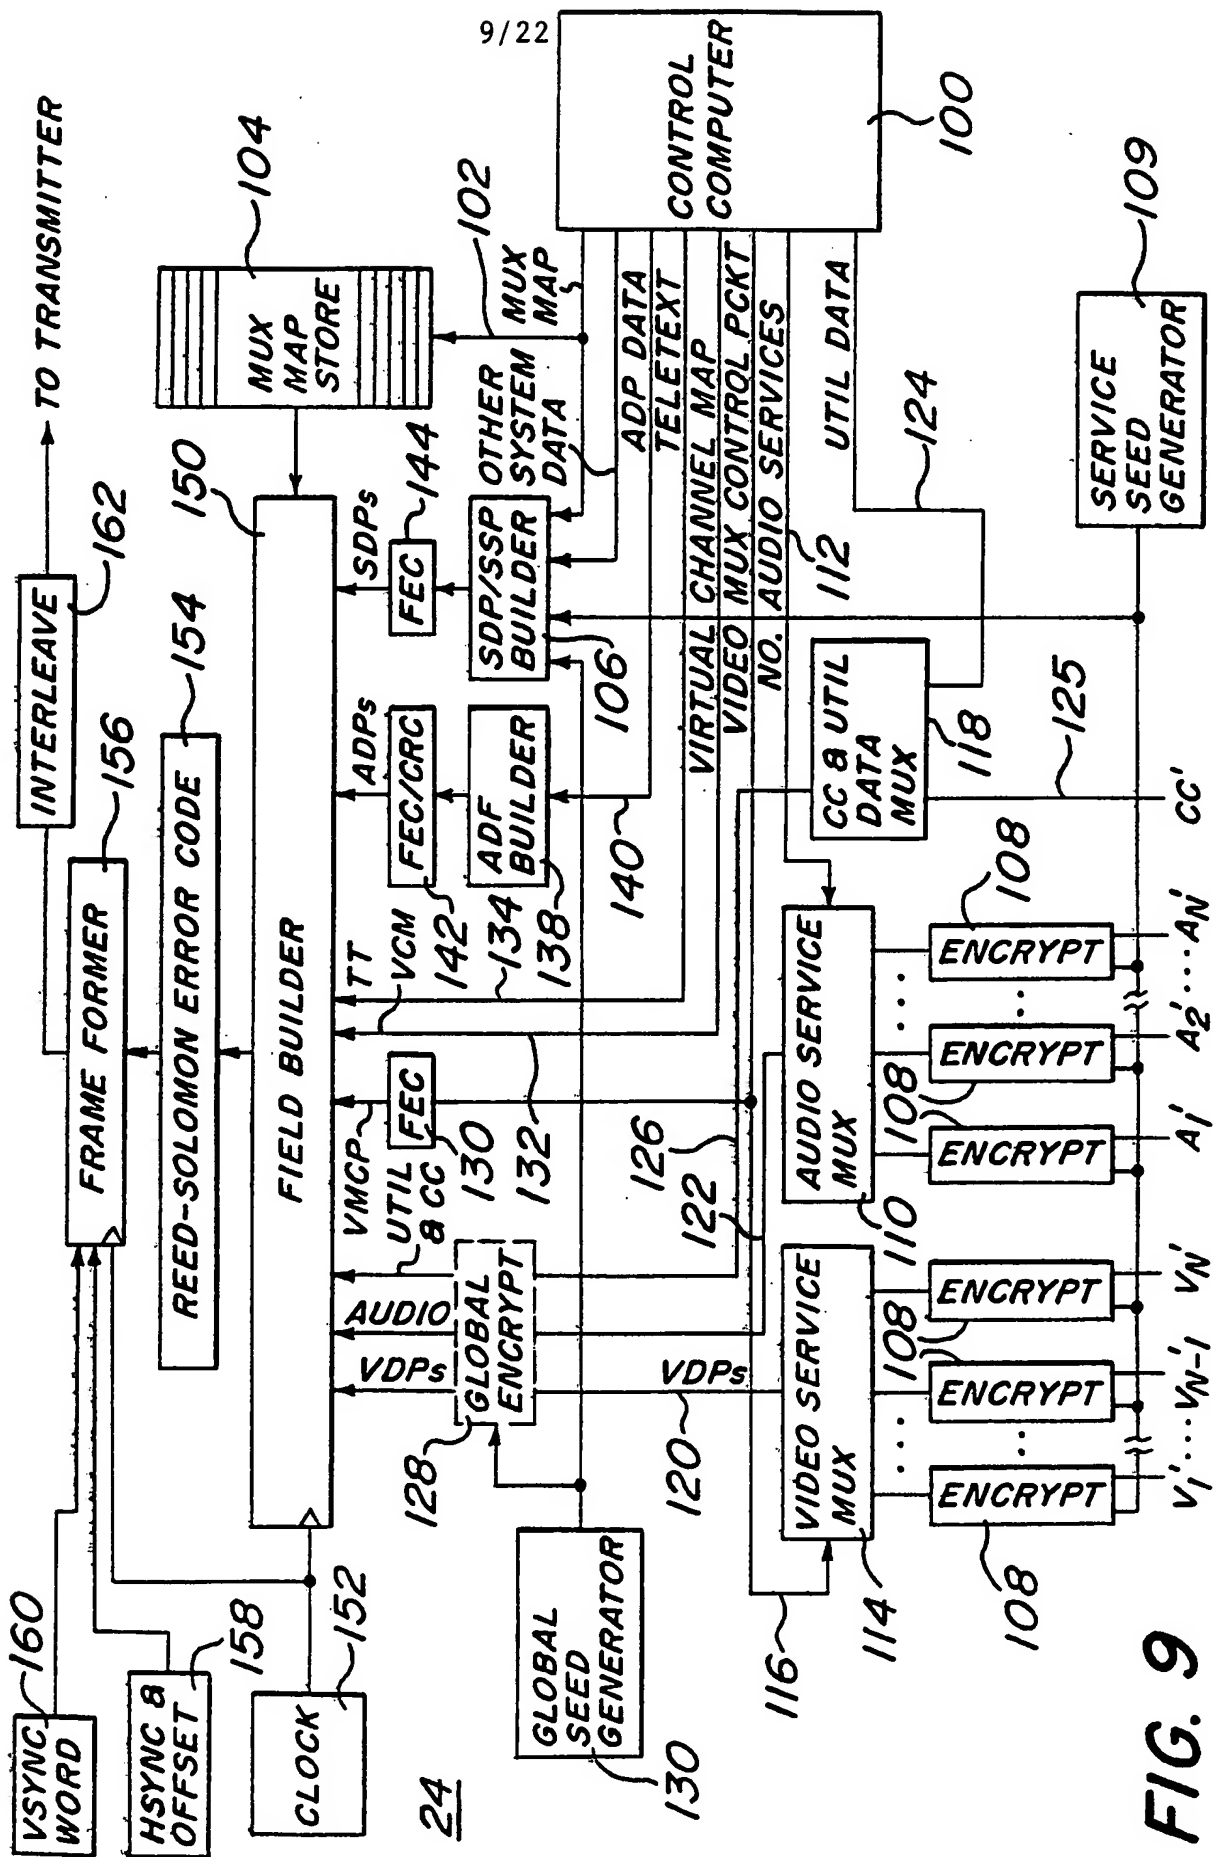 9/22
VSYNC
WORD
160
HSYNC &
OFFSET
158
CLOCK
152
24
FRAME FORMER
156
INTERLEAVE
162
TO TRANSMITTER
REED-SOLOMON ERROR CODE
154
FIELD BUILDER
150
MUX
MAP
STORE
104
102
MUX
MAP
VDPs
AUDIO
UTIL
& CC
VMCP
VCM
TT
ADPs
SDPs
GLOBAL
ENCRYPT
128
FEC
130
132
134
FEC/CRC
142
ADF
BUILDER
138
140
FEC
144
SDP/SSP
BUILDER
106
OTHER
SYSTEM
DATA
ADP DATA
TELETEXT
VIRTUAL CHANNEL MAP
VIDEO MUX CONTROL PCKT
NO. AUDIO SERVICES
112
UTIL DATA
124
CONTROL
COMPUTER
100
GLOBAL
SEED
GENERATOR
130
VDPs
120
122
126
116
VIDEO SERVICE
MUX
114
AUDIO SERVICE
MUX
110
CC & UTIL
DATA
MUX
118
125
SERVICE
SEED
GENERATOR
109
ENCRYPT
108
ENCRYPT
108
ENCRYPT
108
ENCRYPT
108
ENCRYPT
ENCRYPT
108
V1'....VN-1' VN' A1' A2'....AN' CC'
FIG. 9